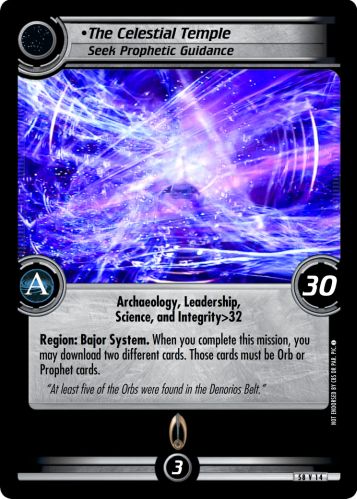 •The Celestial Temple
Seek Prophetic Guidance
A
30
Archaeology, Leadership,
Science, and Integrity>32
Region: Bajor System. When you complete this mission, you
may download two different cards. Those cards must be Orb or
Prophet cards.
"At least five of the Orbs were found in the Denorios Belt."
NOT ENDORSED BY CBS OR PAR. PIC.
3
58 V 14